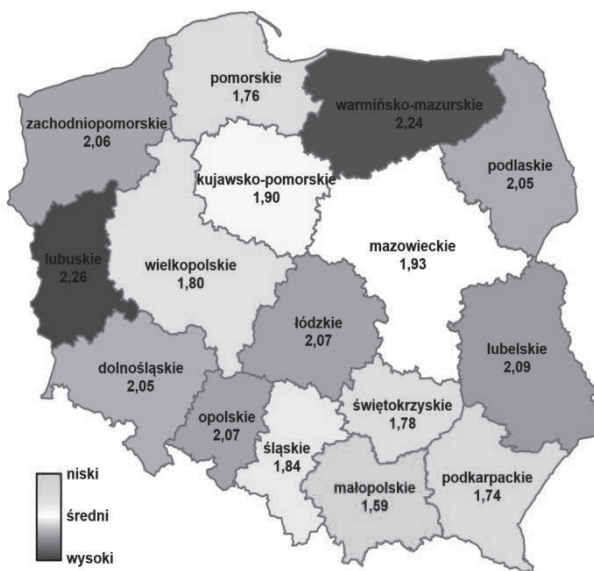 pomorskie
1,76
warmińsko-mazurskie
2,24
zachodniopomorskie
2,06
podlaskie
2,05
kujawsko-pomorskie
1,90
mazowieckie
1,93
lubuskie
2,26
wielkopolskie
1,80
łódzkie
2,07
lubelskie
2,09
dolnośląskie
2,05
opolskie
2,07
śląskie
1,84
świętokrzyskie
1,78
małopolskie
1,59
podkarpackie
1,74
niski
średni
wysoki